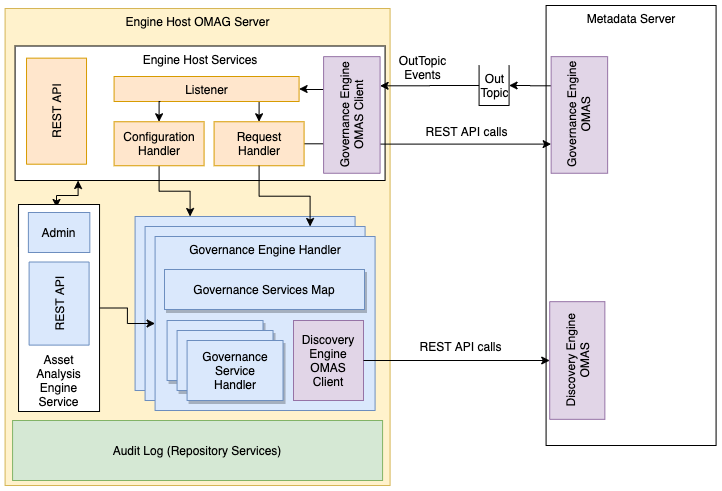 Engine Host OMAG Server
Metadata Server
Engine Host Services
REST API
Listener
Configuration
Handler
Request
Handler
Governance Engine
OMAS Client
OutTopic
Events
Out
Topic
Governance Engine
OMAS
REST API calls
Admin
REST API
Asset
Analysis
Engine
Service
Governance Engine Handler
Governance Services Map
Governance
Service
Handler
Discovery
Engine
OMAS
Client
REST API calls
Discovery Engine
OMAS
Audit Log (Repository Services)